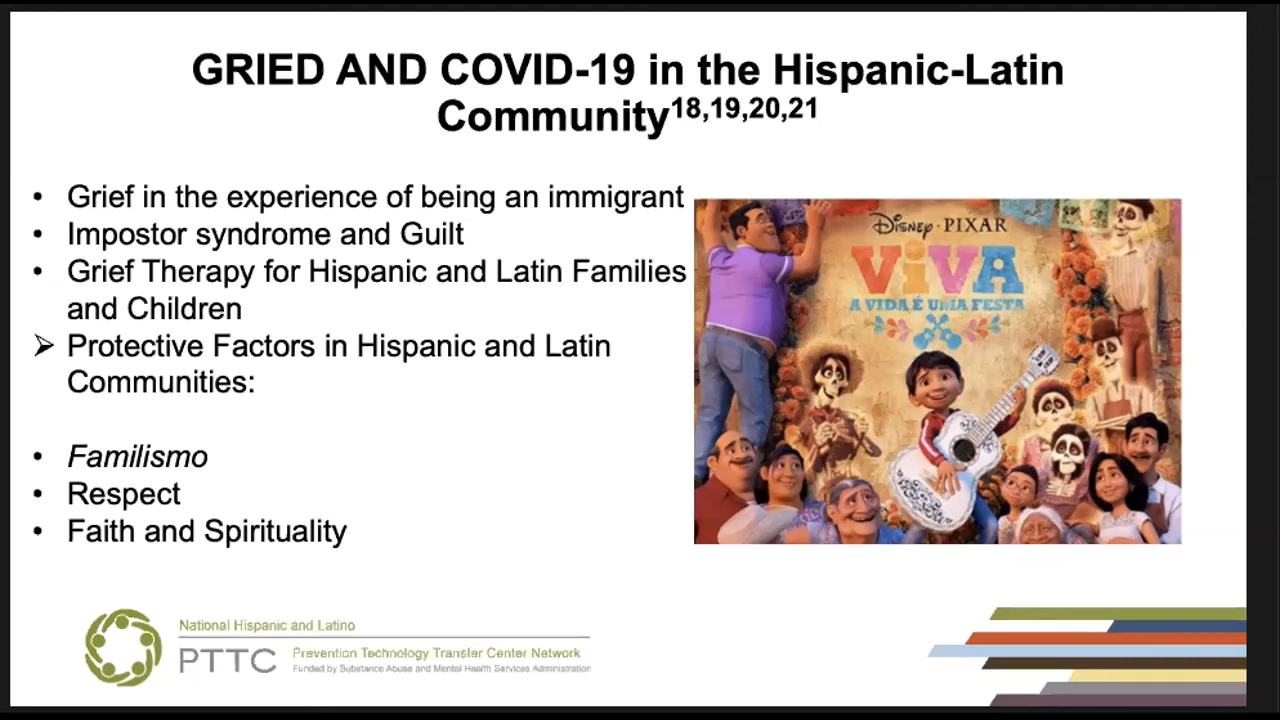 GRIED AND COVID-19 in the Hispanic-Latin
Community18,19,20,21
• Grief in the experience of being an immigrant
• Impostor syndrome and Guilt
• Grief Therapy for Hispanic and Latin Families
and Children
➢ Protective Factors in Hispanic and Latin
Communities:
• Familismo
• Respect
• Faith and Spirituality
Disney · PIXAR
ViVA
A VIDA É UMA FESTA
National Hispanic and Latino
PTTC
Prevention Technology Transfer Center Network
Funded by Substance Abuse and Mental Health Services Administration